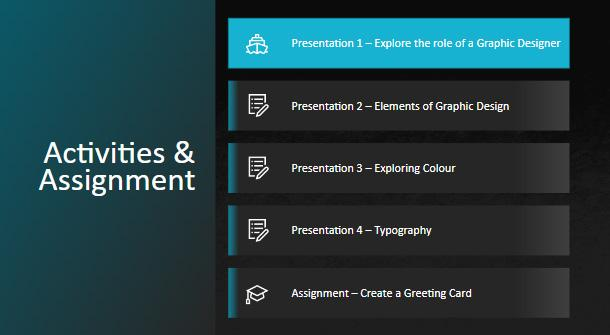 Activities &
Assignment
Presentation 1 – Explore the role of a Graphic Designer
Presentation 2 – Elements of Graphic Design
Presentation 3 – Exploring Colour
Presentation 4 – Typography
Assignment – Create a Greeting Card